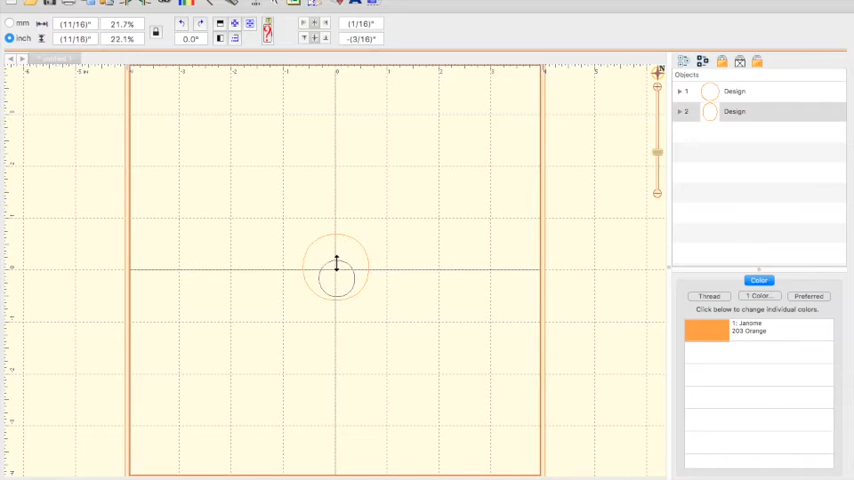 mm (11/16)" 21.7% (1/16)"
inch (11/16)" 22.1% 0.0° -(3/16)"
Objects
1 Design
2 Design
Color
Thread 1 Color... Preferred
Click below to change individual colors.
1: Janome
203 Orange